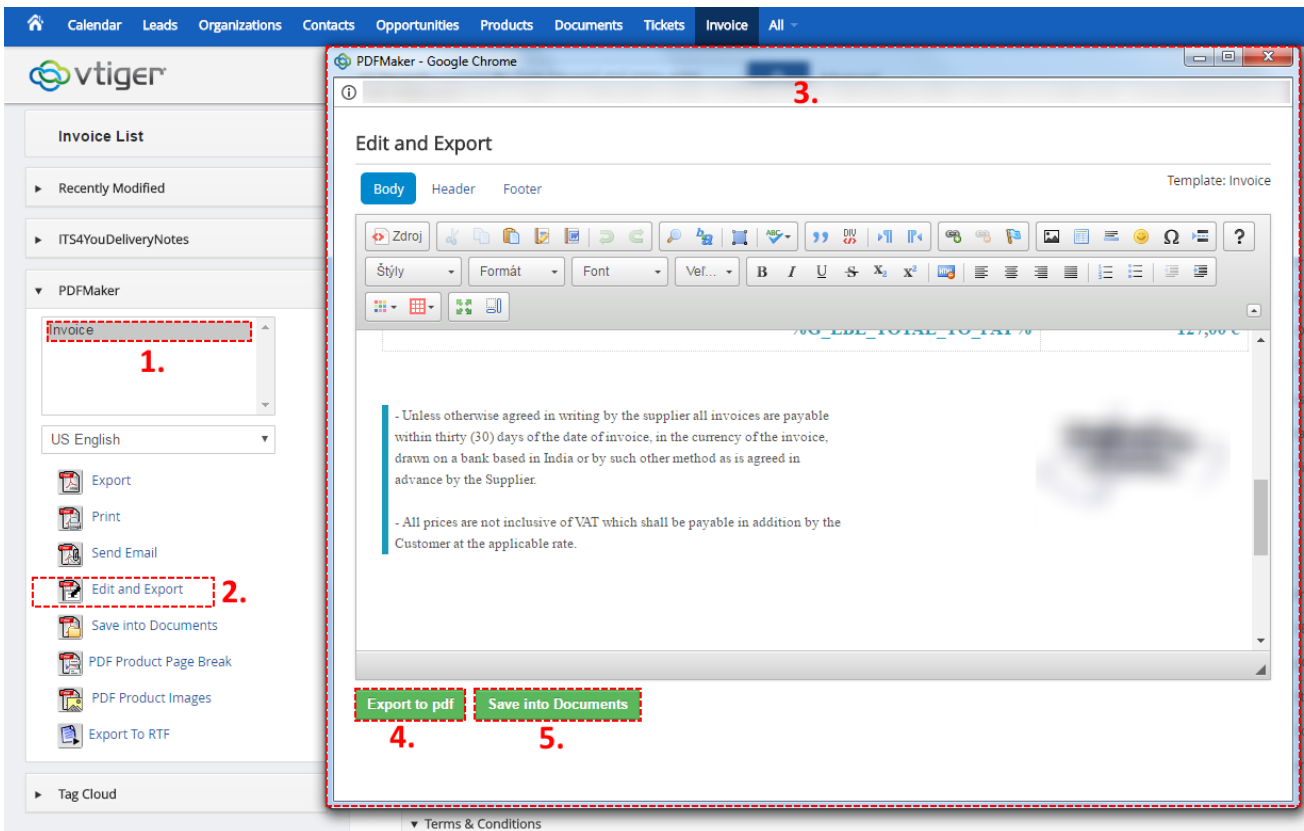 Calendar Leads Organizations Contacts Opportunities Products Documents Tickets Invoice All
vtiger
PDFMaker - Google Chrome
3.
Invoice List
Edit and Export
Recently Modified
Body Header Footer
Template: Invoice
ITS4YouDeliveryNotes
Zdroj
ABC
DIV
Ω
?
Štýly Formát Font Veľ... B I U S X₂ X²
PDFMaker
Invoice
1.
%G_LBL_TOTAL_TO_PAY% 127,00 €
US English
- Unless otherwise agreed in writing by the supplier all invoices are payable
within thirty (30) days of the date of invoice, in the currency of the invoice,
drawn on a bank based in India or by such other method as is agreed in
advance by the Supplier.
- All prices are not inclusive of VAT which shall be payable in addition by the
Customer at the applicable rate.
Export
Print
Send Email
Edit and Export
2.
Save into Documents
PDF Product Page Break
PDF Product Images
Export To RTF
Export to pdf Save into Documents
4. 5.
Tag Cloud
Terms & Conditions